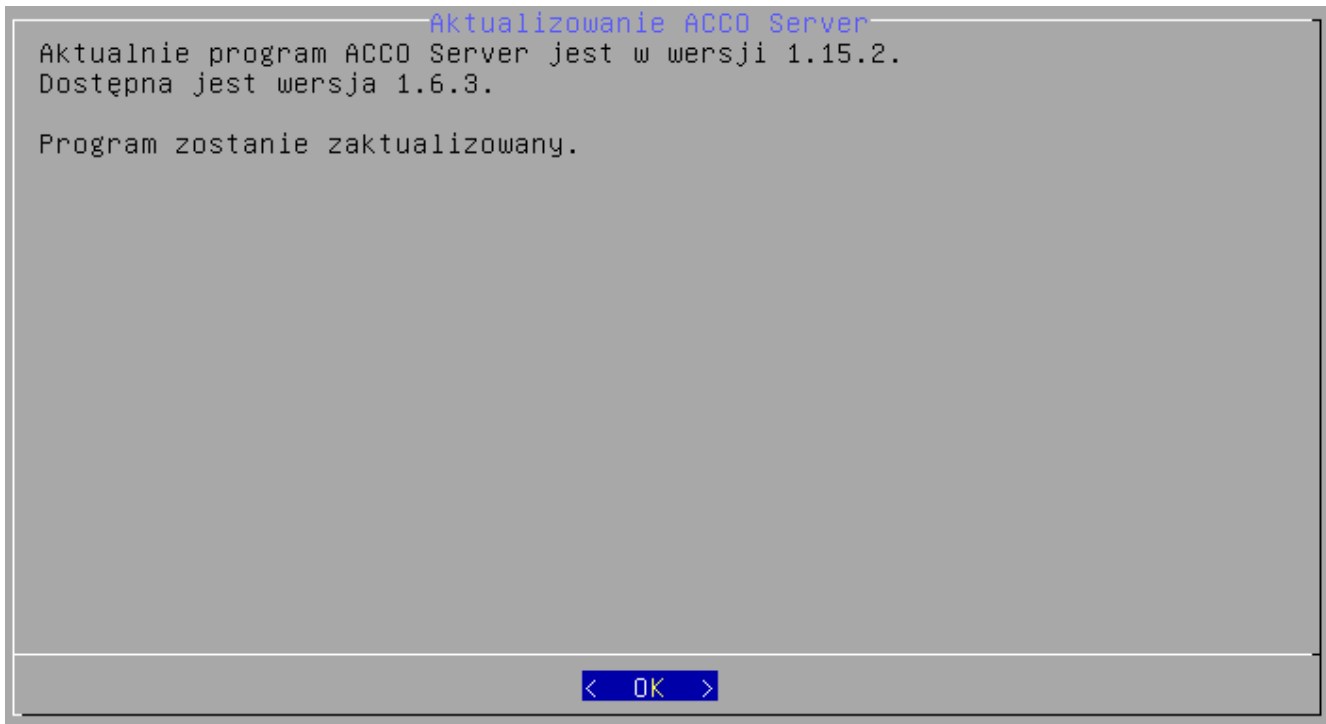 Aktualizowanie ACCO Server
Aktualnie program ACCO Server jest w wersji 1.15.2.
Dostępna jest wersja 1.6.3.
Program zostanie zaktualizowany.
< OK >